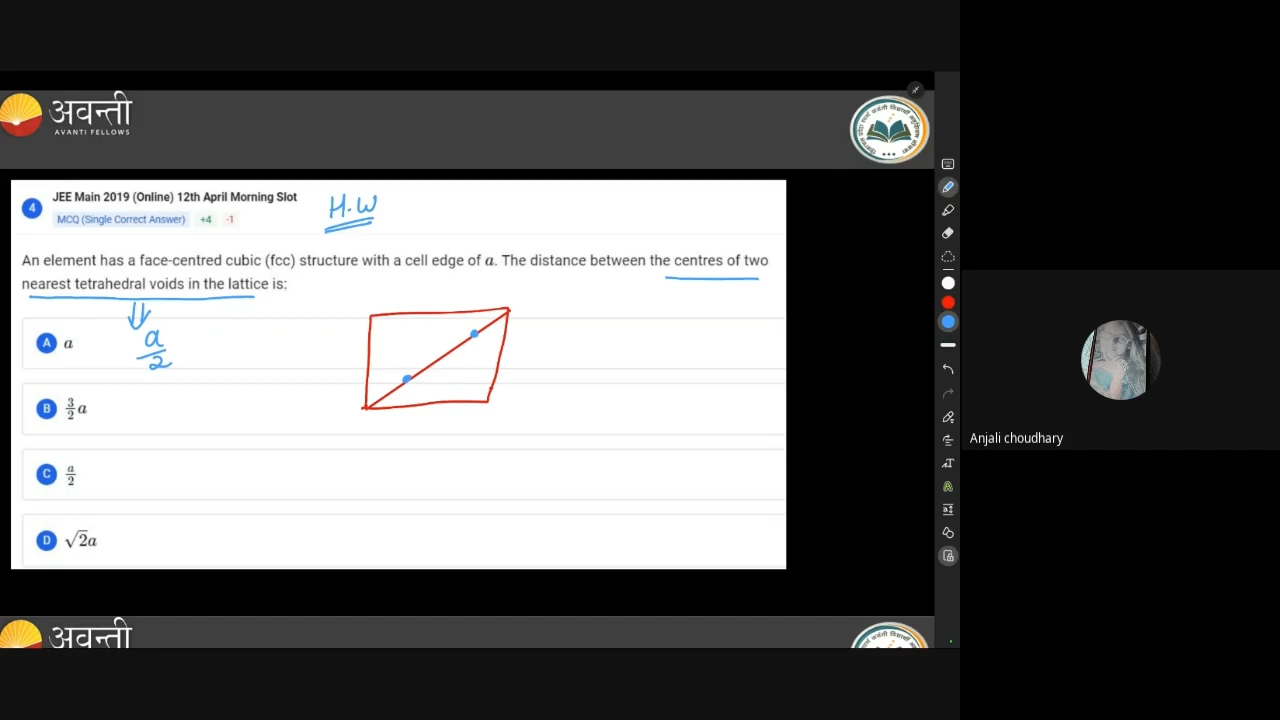 अवन्ती
AVANTI FELLOWS
4
JEE Main 2019 (Online) 12th April Morning Slot
MCQ (Single Correct Answer) +4 -1
H.W
An element has a face-centred cubic (fcc) structure with a cell edge of a. The distance between the centres of two
nearest tetrahedral voids in the lattice is:
A a
a/2
B 3/2 a
C a/2
D √2a
Anjali choudhary
अवन्ती